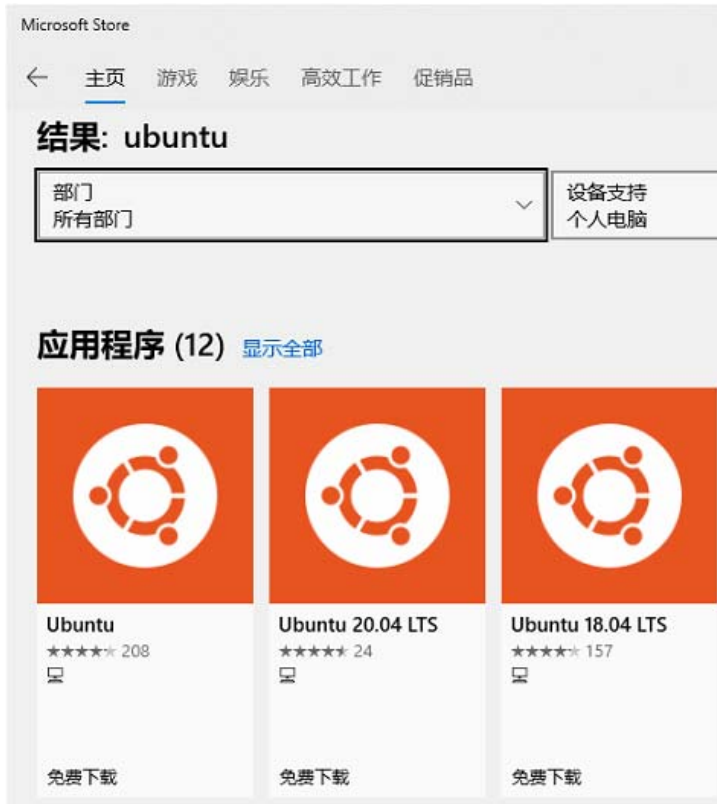 Microsoft Store
主页 游戏 娱乐 高效工作 促销品
结果: ubuntu
部门
所有部门
设备支持
个人电脑
应用程序 (12) 显示全部
Ubuntu
208
免费下载
Ubuntu 20.04 LTS
24
免费下载
Ubuntu 18.04 LTS
157
免费下载